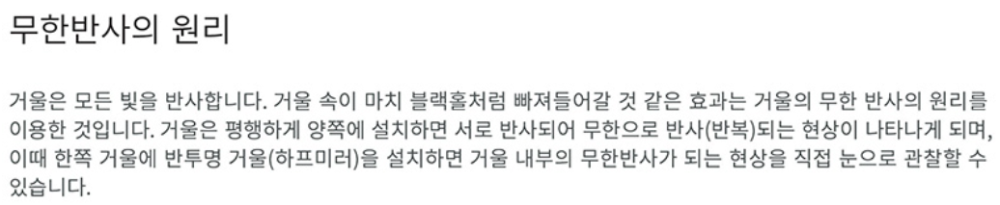 무한반사의 원리
거울은 모든 빛을 반사합니다. 거울 속이 마치 블랙홀처럼 빠져들어갈 것 같은 효과는 거울의 무한 반사의 원리를
이용한 것입니다. 거울은 평행하게 양쪽에 설치하면 서로 반사되어 무한으로 반사(반복)되는 현상이 나타나게 되며,
이때 한쪽 거울에 반투명 거울(하프미러)을 설치하면 거울 내부의 무한반사가 되는 현상을 직접 눈으로 관찰할 수
있습니다.